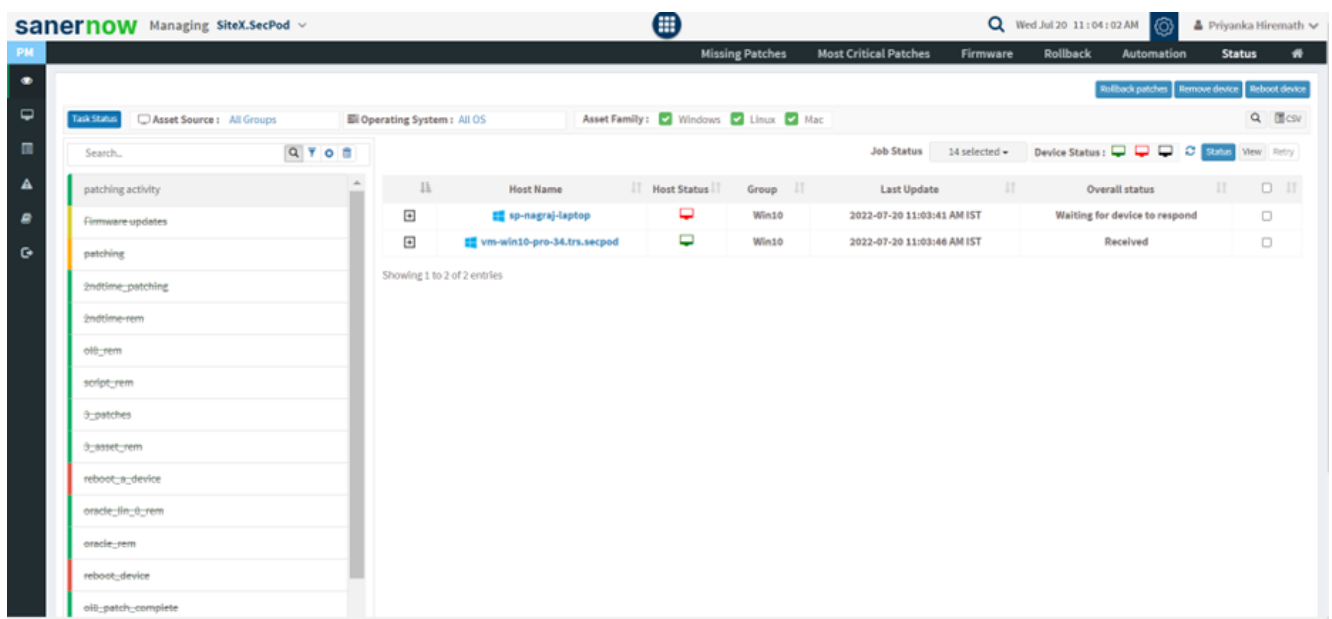 sanernow Managing SiteX.SecPod Wed Jul 20 11:04:02 AM Priyanka Hiremath
PM Missing Patches Most Critical Patches Firmware Rollback Automation Status
Rollback patches Remove device Reboot device
Task Status Asset Source : All Groups Operating System : All OS Asset Family : Windows Linux Mac CSV
Search.. Job Status 14 selected Device Status : Status View Retry
patching activity
Firmware updates
patching
2ndtime_patching
2ndtime-rem
ol8_rem
script_rem
3_patches
3_asset_rem
reboot_a_device
oracle_lin_8_rem
oracle_rem
reboot_device
ol8_patch_complete
Host Name Host Status Group Last Update Overall status
sp-nagraj-laptop Win10 2022-07-20 11:03:41 AM IST Waiting for device to respond
vm-win10-pro-34.trs.secpod Win10 2022-07-20 11:03:46 AM IST Received
Showing 1 to 2 of 2 entries